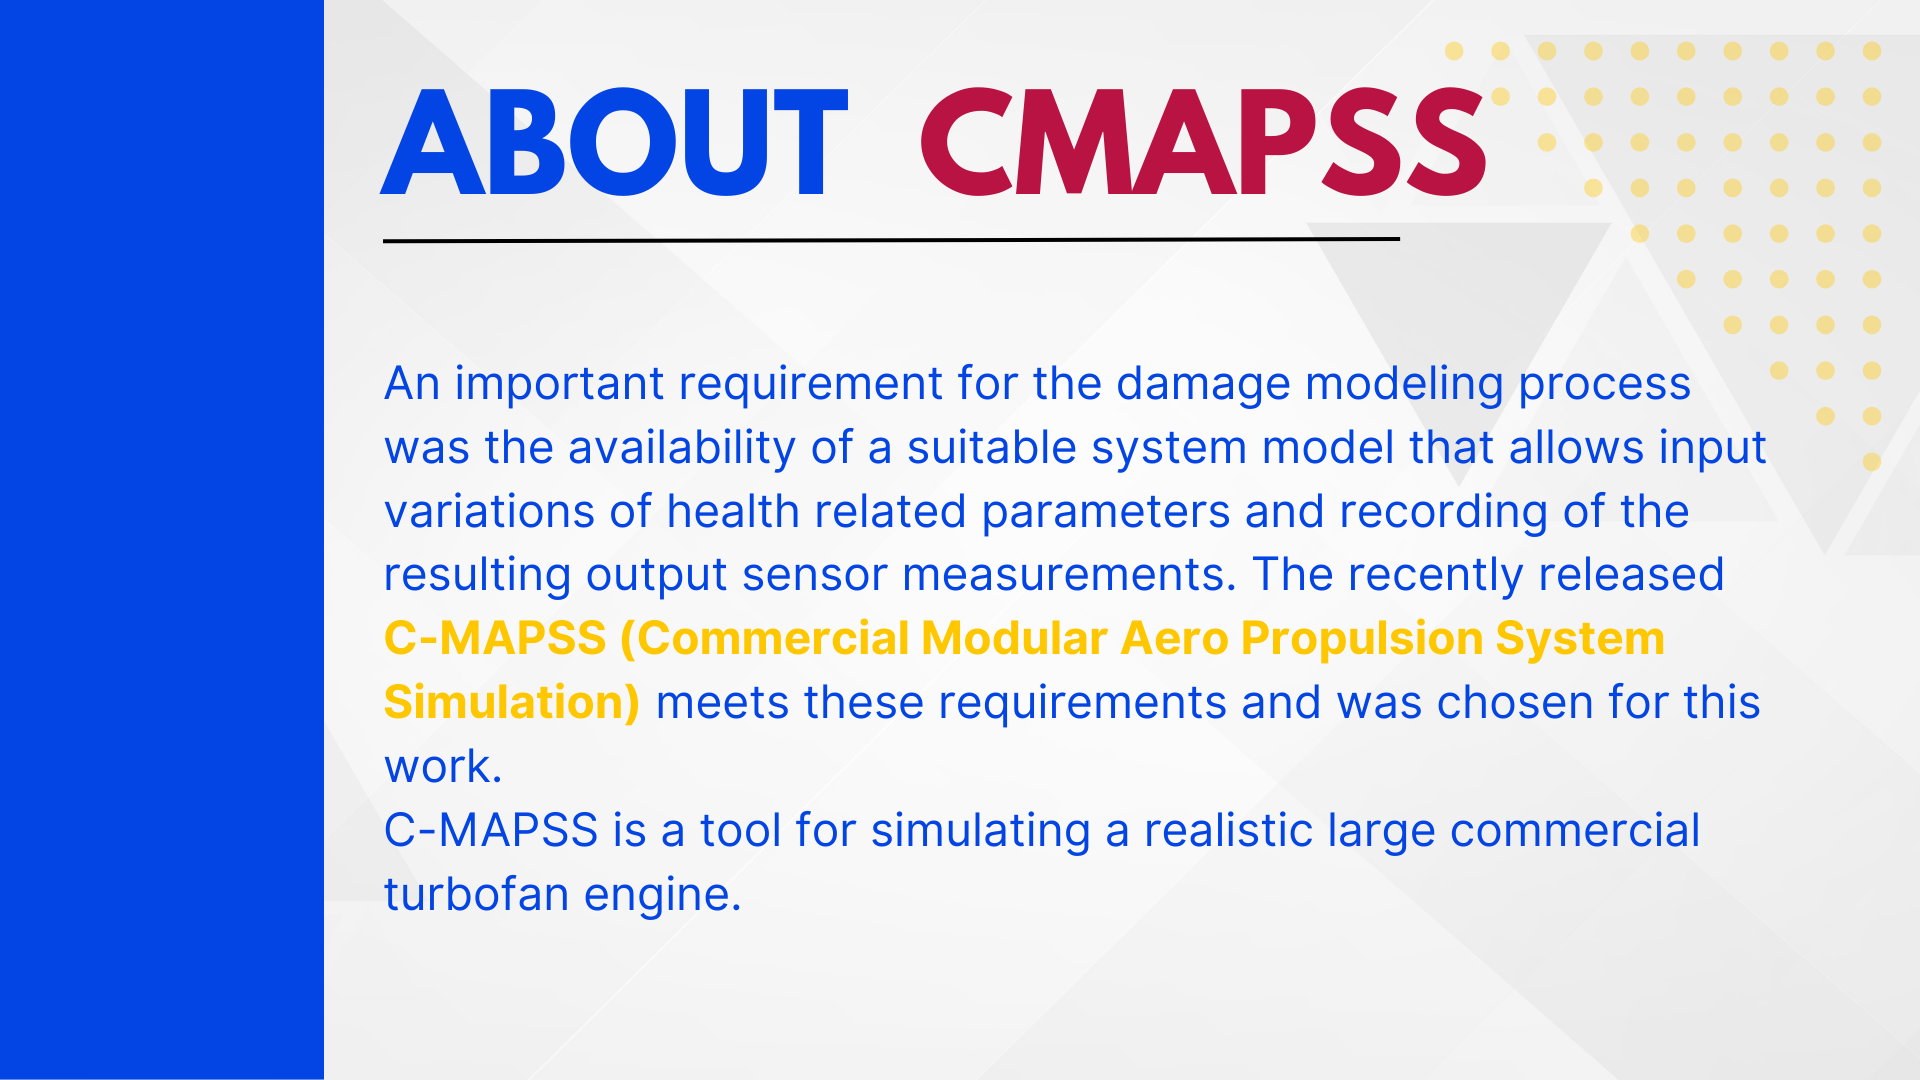 ABOUT CMAPSS
An important requirement for the damage modeling process
was the availability of a suitable system model that allows input
variations of health related parameters and recording of the
resulting output sensor measurements. The recently released
C-MAPSS (Commercial Modular Aero Propulsion System
Simulation) meets these requirements and was chosen for this
work.
C-MAPSS is a tool for simulating a realistic large commercial
turbofan engine.